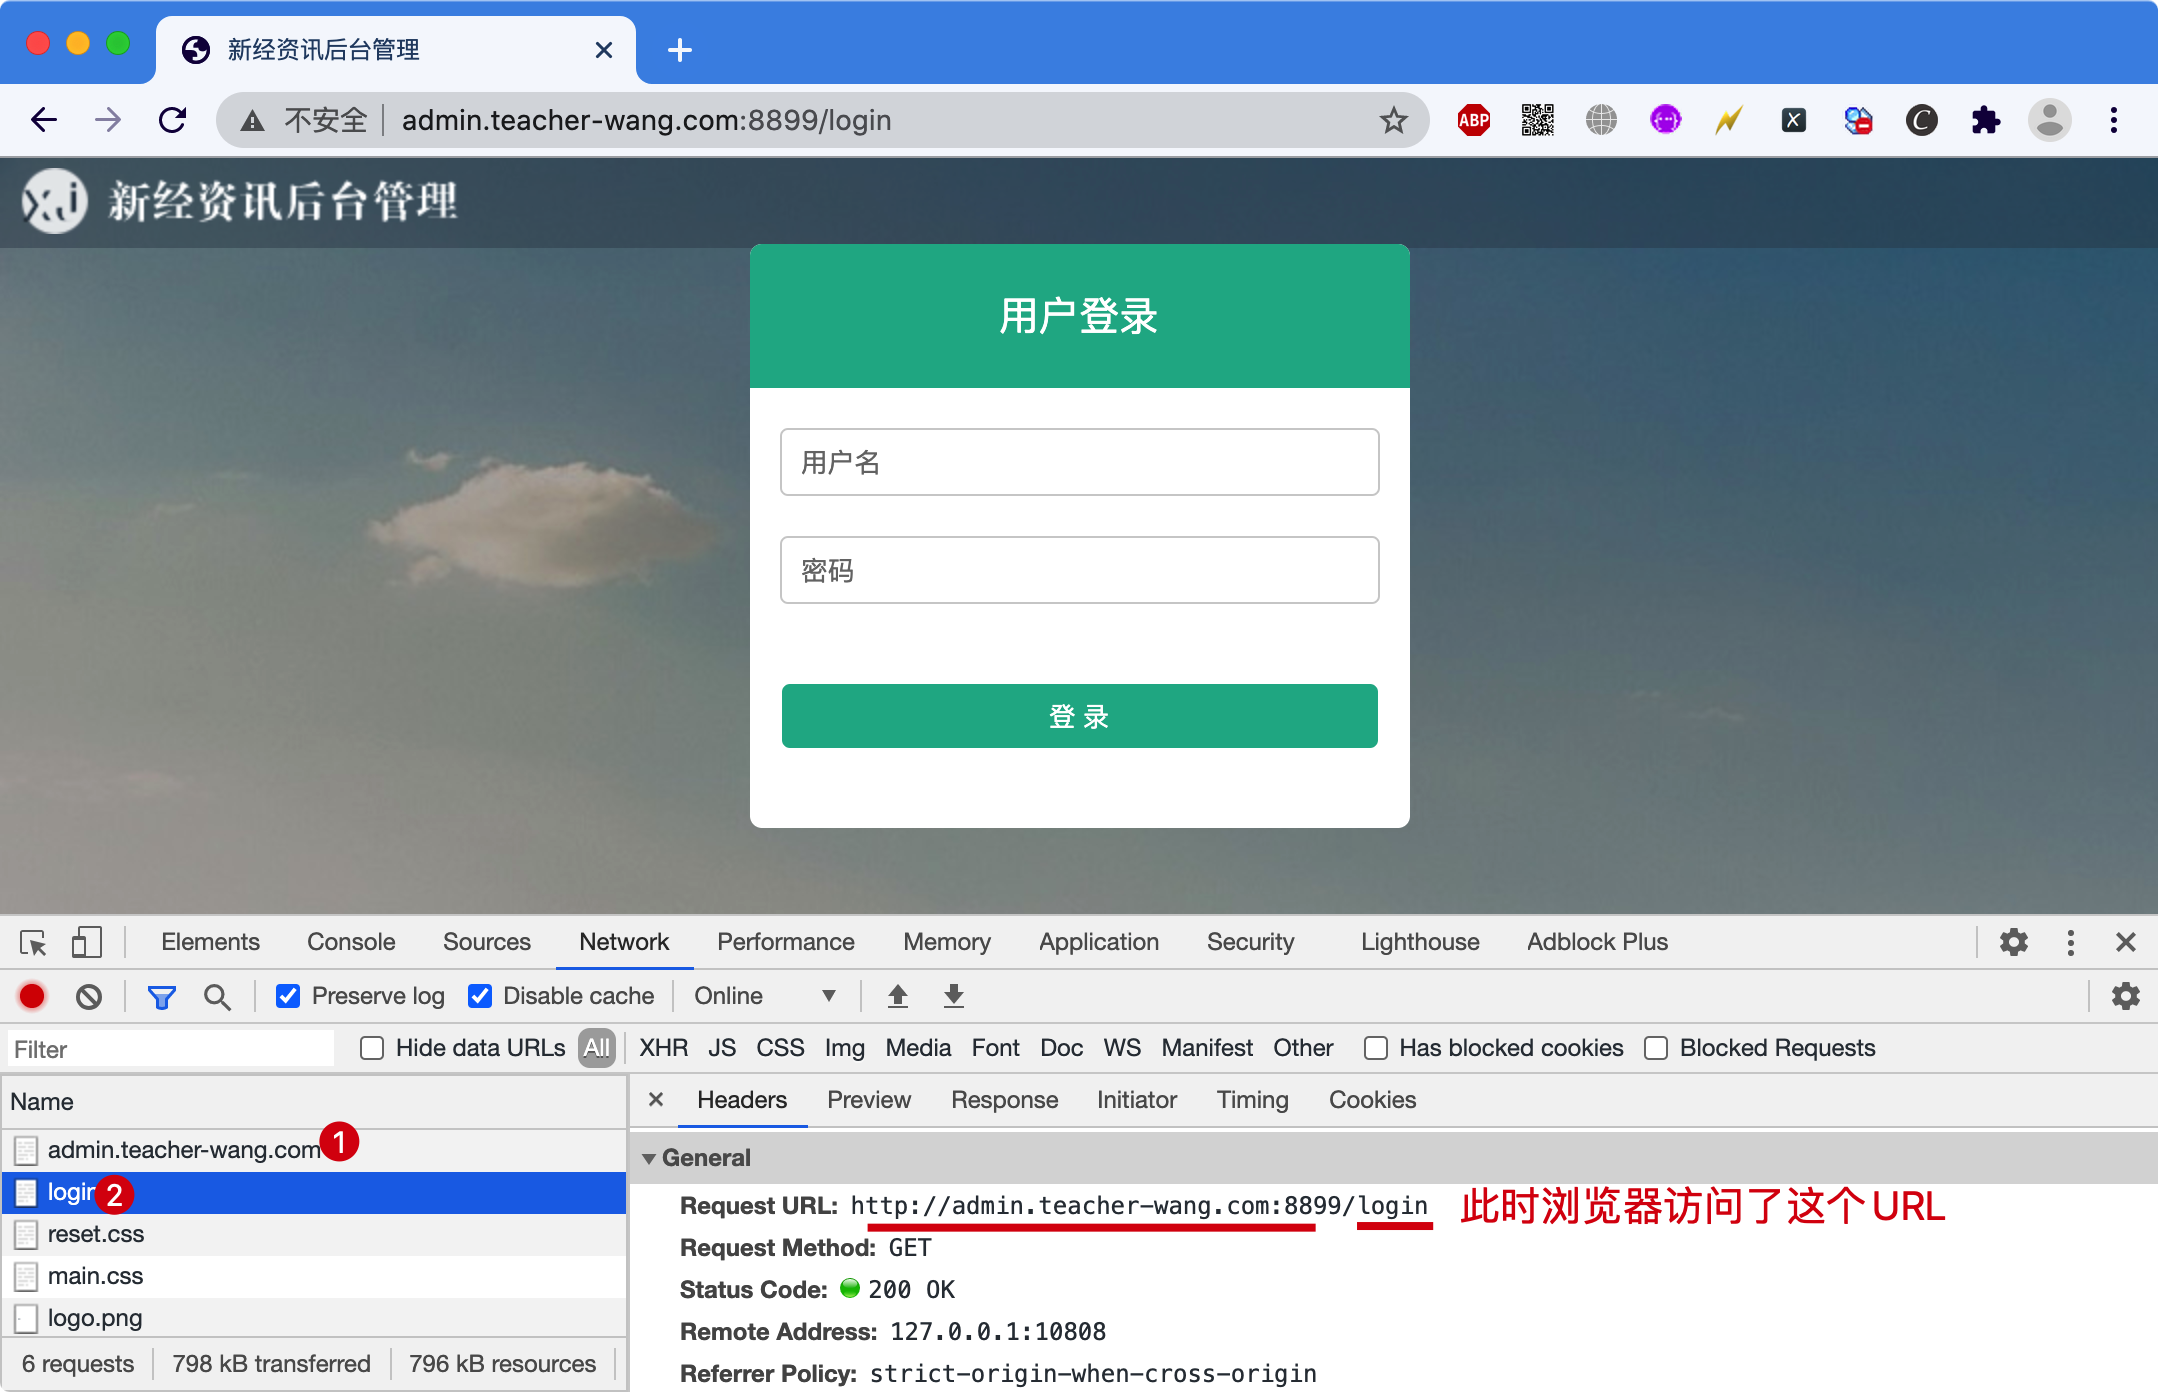 新经资讯后台管理
不安全 admin.teacher-wang.com:8899/login
ABP
xj 新经资讯后台管理
用户登录
用户名
密码
登 录
Elements Console Sources Network Performance Memory Application Security Lighthouse Adblock Plus
Preserve log Disable cache Online
Filter Hide data URLs All XHR JS CSS Img Media Font Doc WS Manifest Other Has blocked cookies Blocked Requests
Name
admin.teacher-wang.com 1
login 2
reset.css
main.css
logo.png
6 requests 798 kB transferred 796 kB resources
Headers Preview Response Initiator Timing Cookies
General
Request URL: http://admin.teacher-wang.com:8899/login 此时浏览器访问了这个URL
Request Method: GET
Status Code: 200 OK
Remote Address: 127.0.0.1:10808
Referrer Policy: strict-origin-when-cross-origin